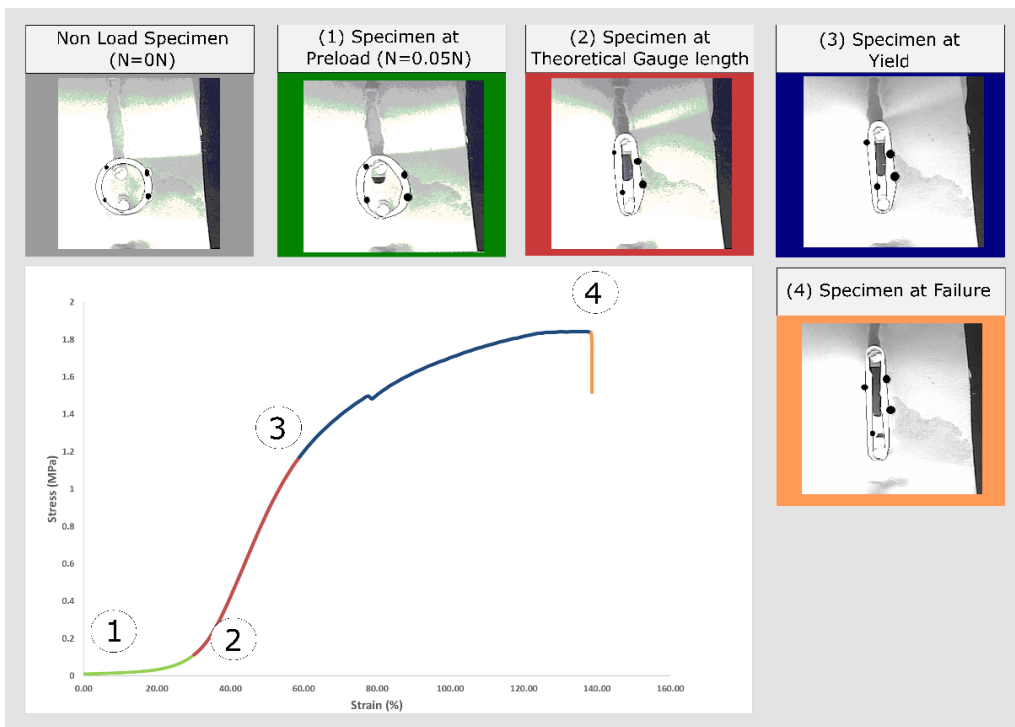 Non Load Specimen
(N=0N)
(1) Specimen at
Preload (N=0.05N)
(2) Specimen at
Theoretical Gauge length
(3) Specimen at
Yield
(4) Specimen at Failure
4
3
2
1
Stress (MPa)
2
1.8
1.6
1.4
1.2
1
0.8
0.6
0.4
0.2
0
0.00 20.00 40.00 60.00 80.00 100.00 120.00 140.00 160.00
Strain (%)